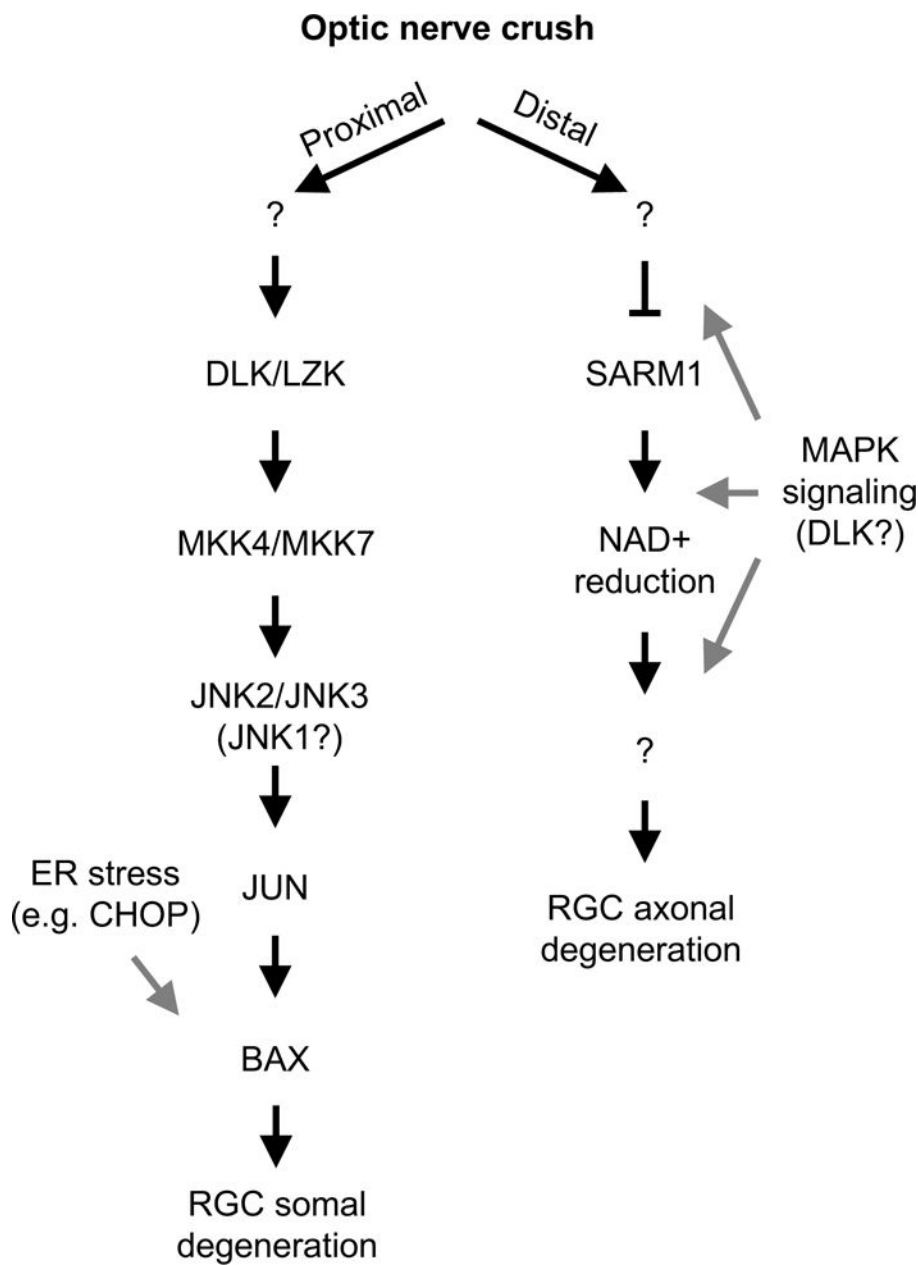 Optic nerve crush
Proximal
Distal
?
?
DLK/LZK
SARM1
MKK4/MKK7
NAD+
reduction
MAPK
signaling
(DLK?)
JNK2/JNK3
(JNK1?)
?
ER stress
(e.g. CHOP)
JUN
RGC axonal
degeneration
BAX
RGC somal
degeneration